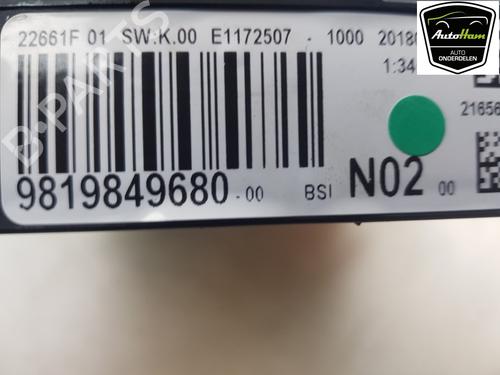 22661F 01 SW:K.00 E1172507 - 1000 2018
1:34
21656
9819849680-00 BSI N02 00
AutoHam
AUTO
ONDERDELEN
B-PARTS